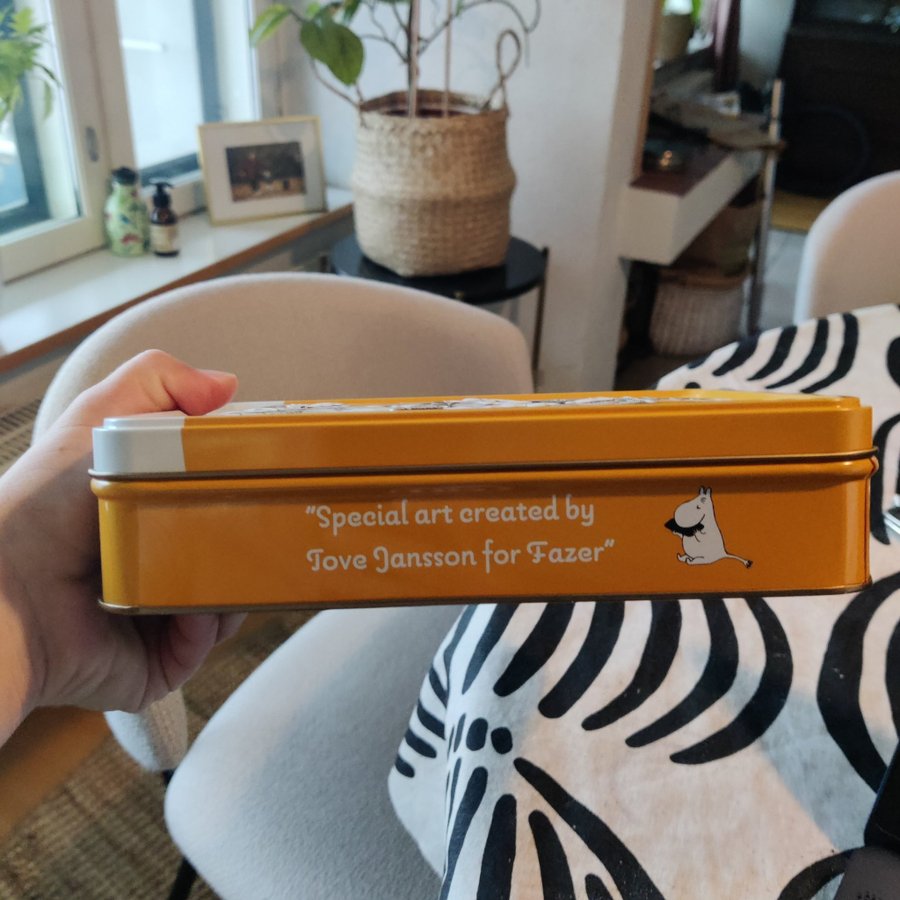 “Special art created by
Tove Jansson for Fazer”